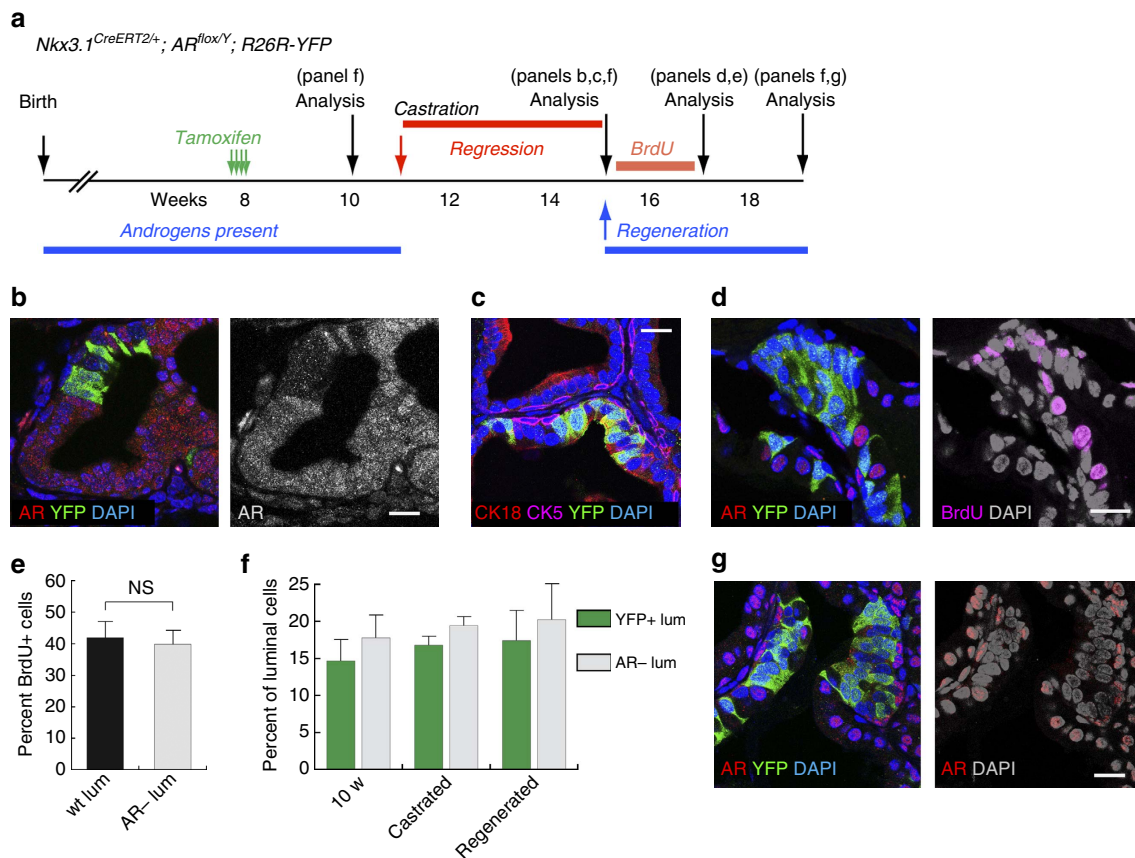 a
Nkx3.1CreERT2/+; ARflox/Y; R26R-YFP
(panel f)
(panels b,c,f)
(panels d,e)
(panels f,g)
Birth
Analysis
Castration
Analysis
Analysis
Analysis
Tamoxifen
Regression
BrdU
Weeks
8
10
12
14
16
18
Androgens present
Regeneration
b
AR YFP DAPI
AR
c
CK18 CK5 YFP DAPI
d
AR YFP DAPI
BrdU DAPI
e
Percent BrdU+ cells
60
50
40
30
20
10
0
NS
wt lum
AR– lum
f
Percent of luminal cells
25
20
15
10
5
0
YFP+ lum
AR– lum
10 w
Castrated
Regenerated
g
AR YFP DAPI
AR DAPI